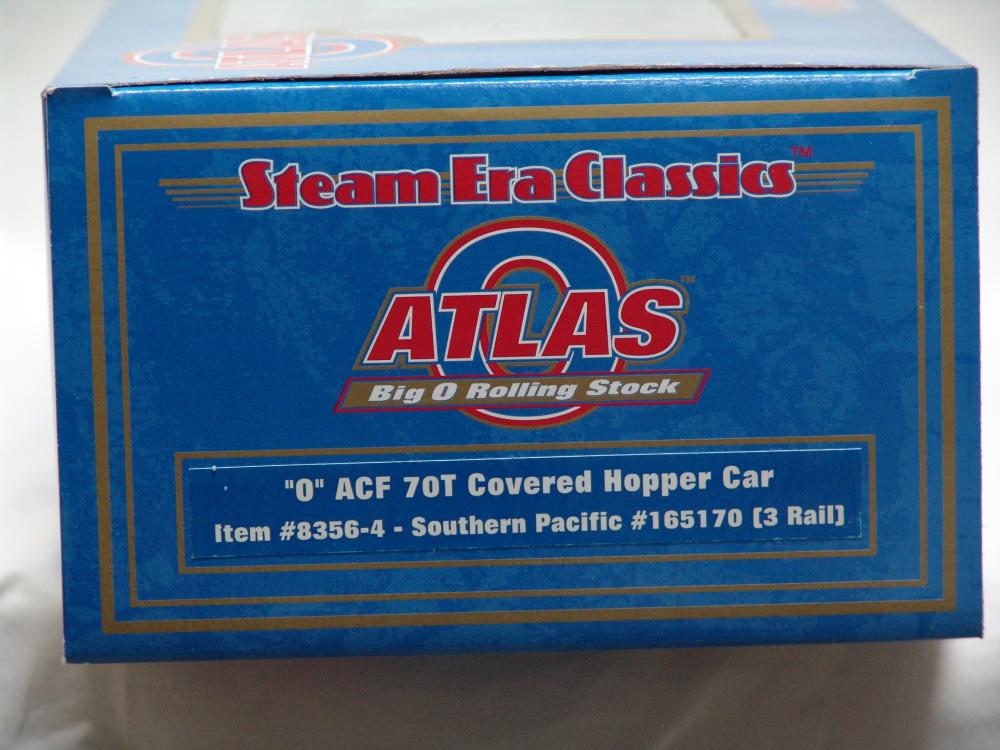 ATLAS
Steam Era Classics™
ATLAS™
Big O Rolling Stock
"O" ACF 70T Covered Hopper Car
Item #8356-4 - Southern Pacific #165170 (3 Rail)